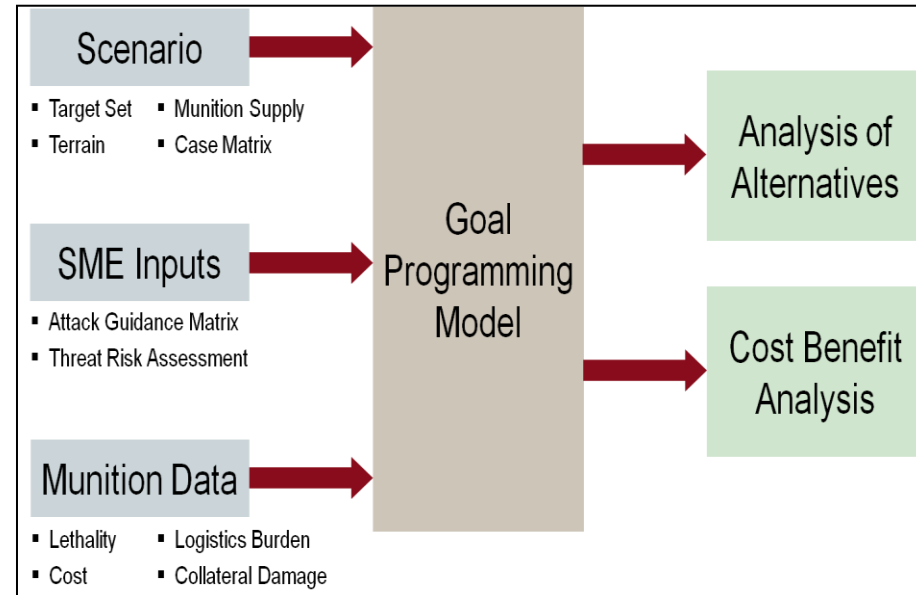 Scenario
▪ Target Set ▪ Munition Supply
▪ Terrain ▪ Case Matrix
SME Inputs
▪ Attack Guidance Matrix
▪ Threat Risk Assessment
Munition Data
▪ Lethality ▪ Logistics Burden
▪ Cost ▪ Collateral Damage
Goal
Programming
Model
Analysis of
Alternatives
Cost Benefit
Analysis